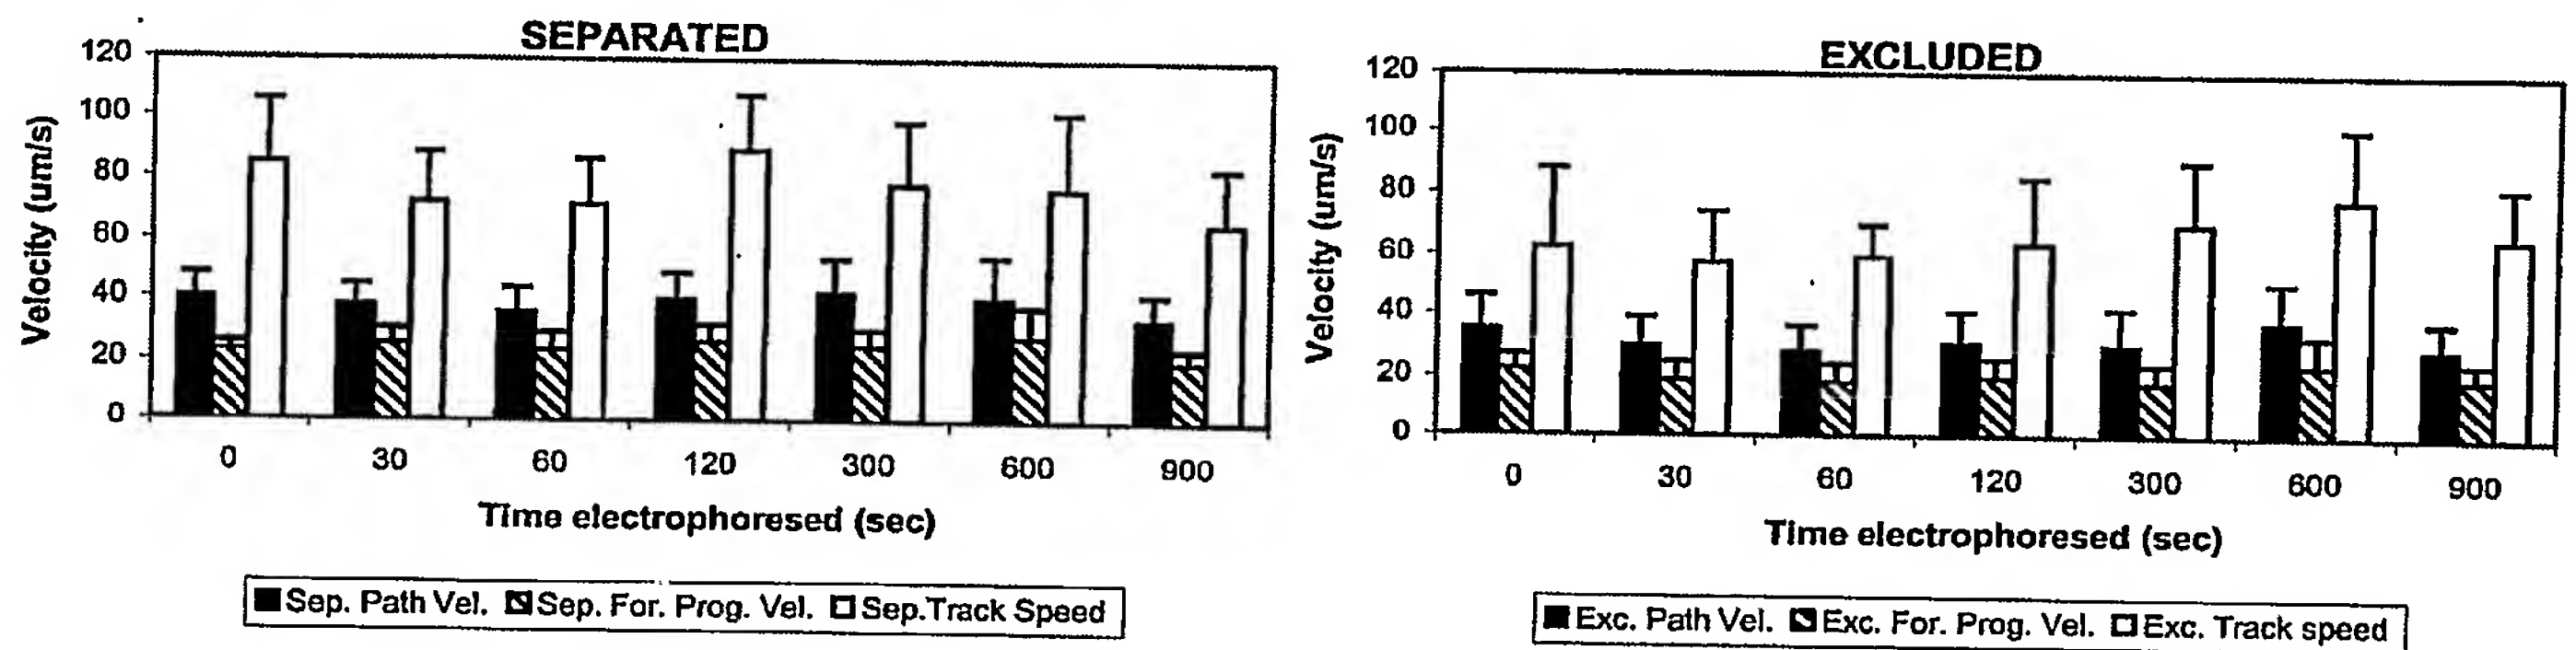 SEPARATED
120
100
80
60
40
20
0
Velocity (um/s)
0 30 60 120 300 600 900
Time electrophoresed (sec)
Sep. Path Vel. Sep. For. Prog. Vel. Sep.Track Speed
EXCLUDED
120
100
80
60
40
20
0
Velocity (um/s)
0 30 60 120 300 600 900
Time electrophoresed (sec)
Exc. Path Vel. Exc. For. Prog. Vel. Exc. Track speed